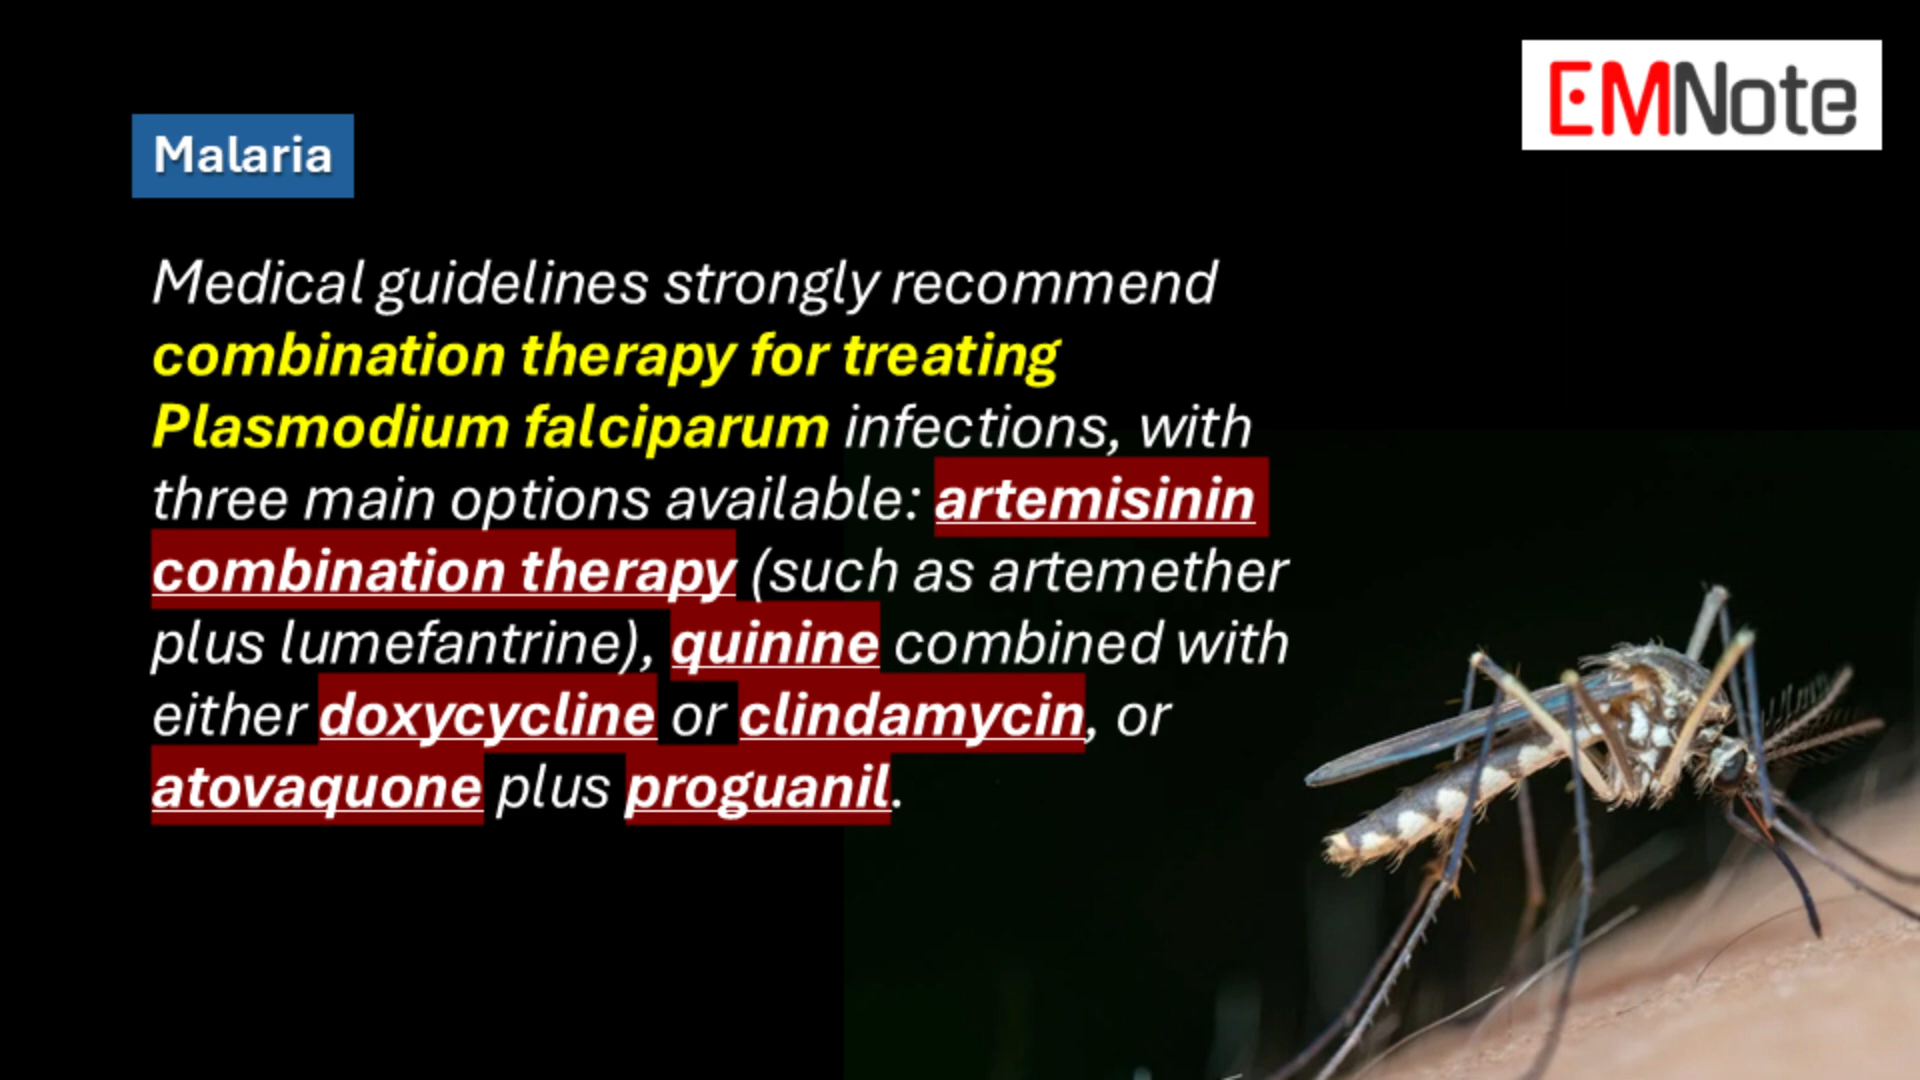 EMNote
Malaria
Medical guidelines strongly recommend
combination therapy for treating
Plasmodium falciparum infections, with
three main options available: artemisinin
combination therapy (such as artemether
plus lumefantrine), quinine combined with
either doxycycline or clindamycin, or
atovaquone plus proguanil.